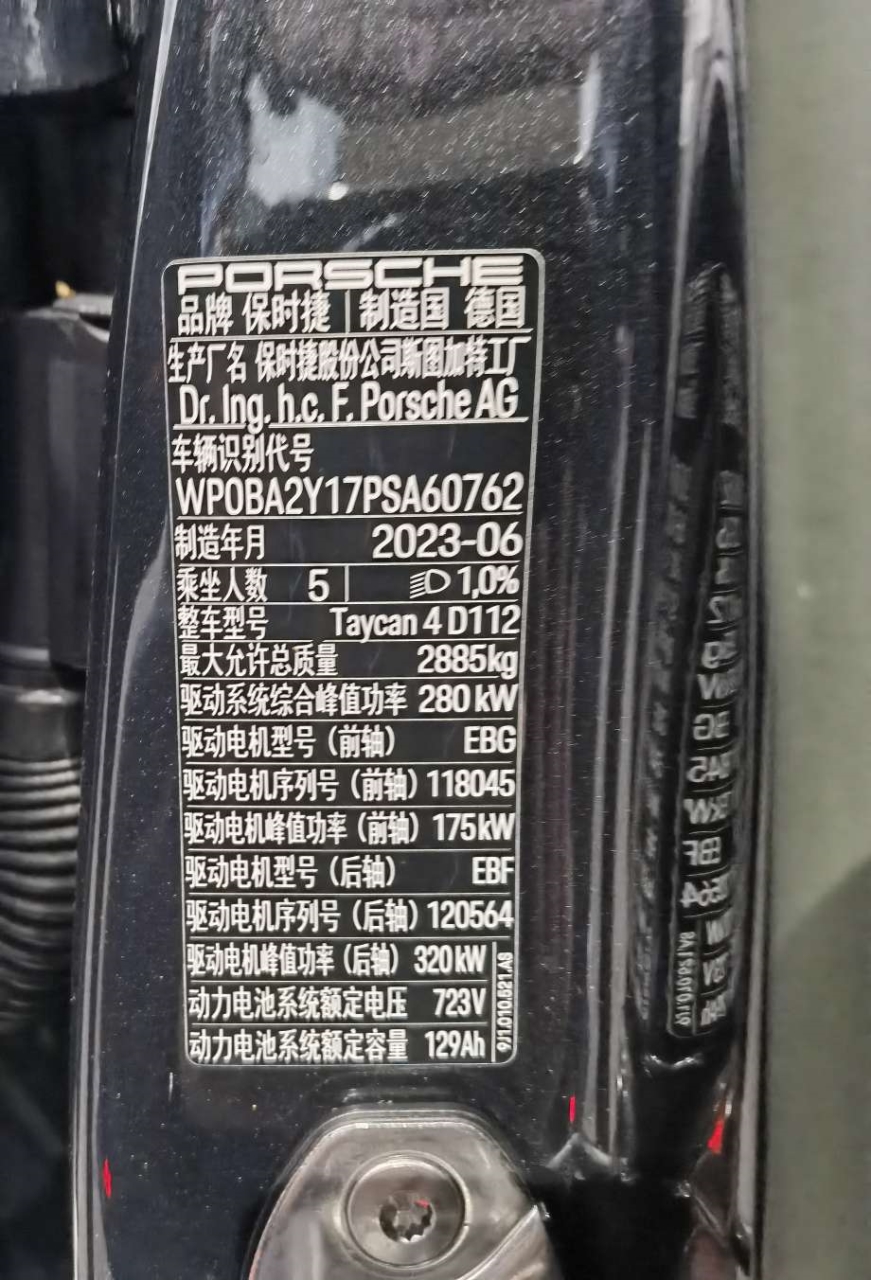 PORSCHE
品牌 保时捷 制造国 德国
生产厂名 保时捷股份公司斯图加特工厂
Dr. Ing. h.c. F. Porsche AG
车辆识别代号
WP0BA2Y17PSA60762
制造年月 2023-06
乘坐人数 5 1,0%
整车型号 Taycan 4 D112
最大允许总质量 2885kg
驱动系统综合峰值功率 280 kW
驱动电机型号（前轴） EBG
驱动电机序列号（前轴） 118045
驱动电机峰值功率（前轴） 175kW
驱动电机型号（后轴） EBF
驱动电机序列号（后轴） 120564
驱动电机峰值功率（后轴） 320kW
动力电池系统额定电压 723V
动力电池系统额定容量 129Ah
9J1.010.821.AS